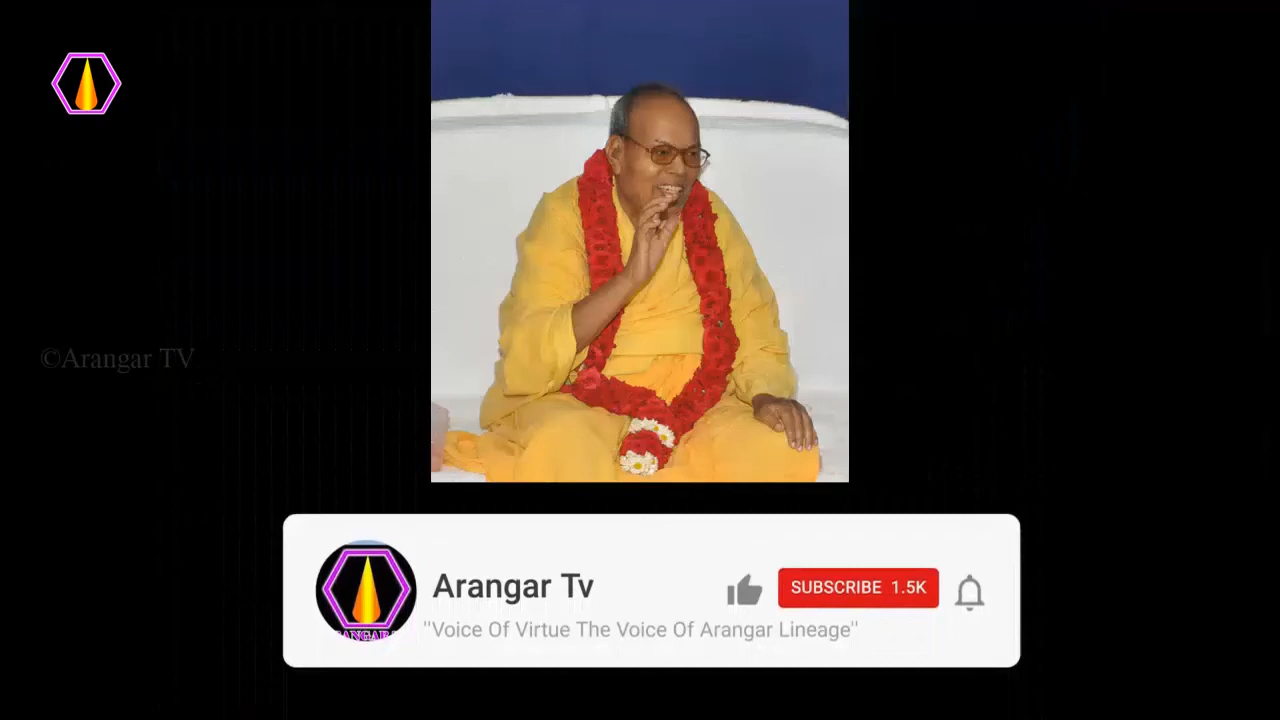 ©Arangar TV
Arangar Tv
SUBSCRIBE 1.5K
"Voice Of Virtue The Voice Of Arangar Lineage"